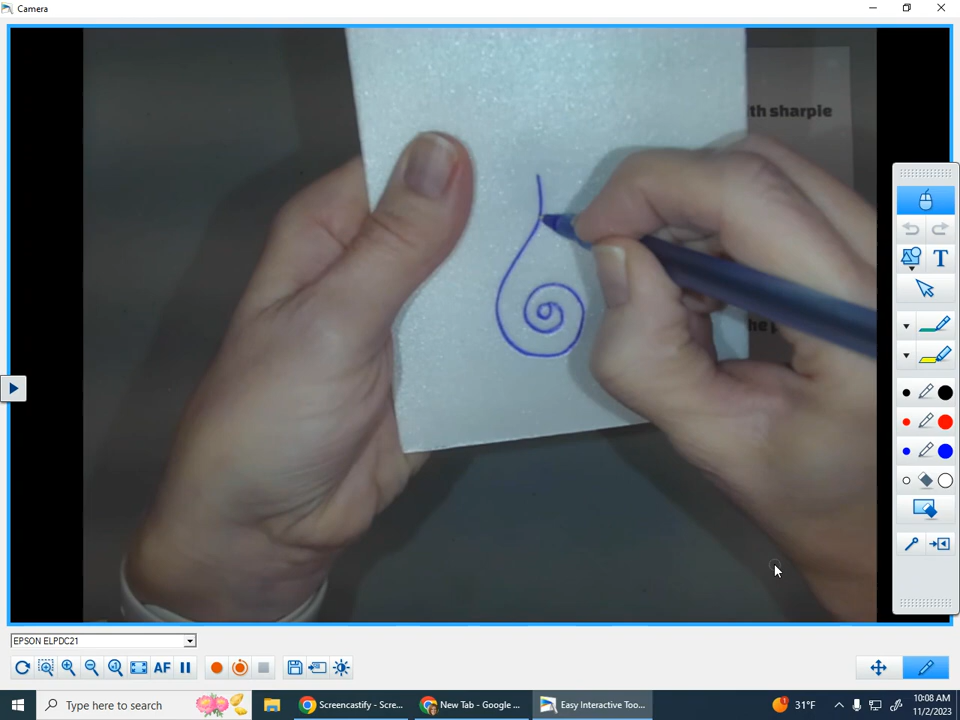 Camera
th sharpie
he p
T
EPSON ELPDC21
AF
Type here to search
Screencastify - Scre...
New Tab - Google ...
Easy Interactive Too...
31°F
10:08 AM
11/2/2023